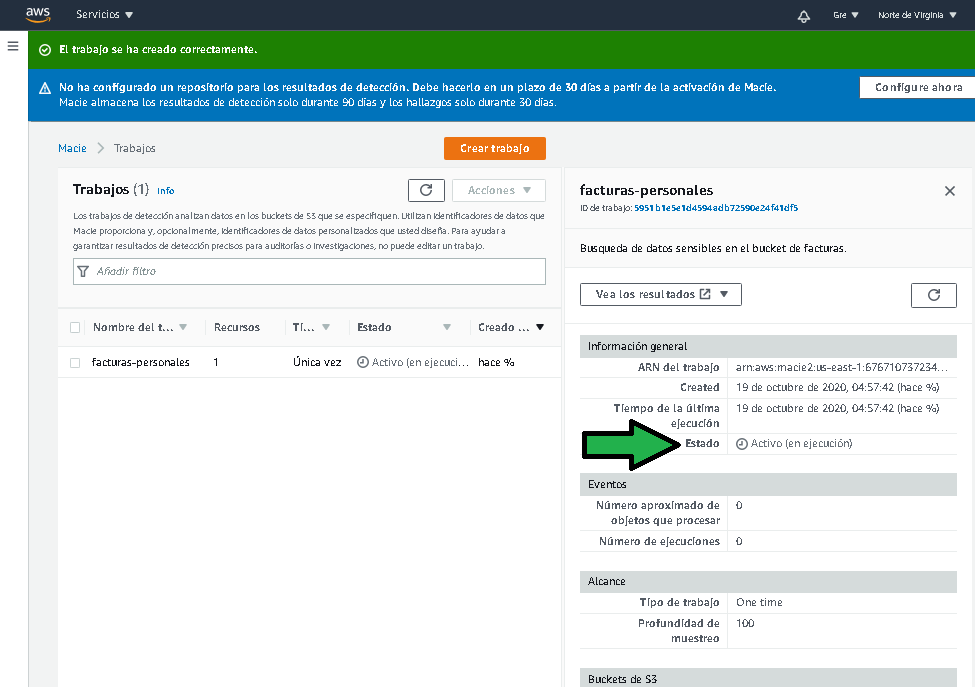 aws
Servicios
Gre
Norte de Virginia
El trabajo se ha creado correctamente.
No ha configurado un repositorio para los resultados de detección. Debe hacerlo en un plazo de 30 días a partir de la activación de Macie.
Macie almacena los resultados de detección solo durante 90 días y los hallazgos solo durante 30 días.
Configure ahora
Macie > Trabajos
Crear trabajo
Trabajos (1) Info
Acciones
Los trabajos de detección analizan datos en los buckets de S3 que se especifiquen. Utilizan identificadores de datos que
Macie proporciona y, opcionalmente, identificadores de datos personalizados que usted diseña. Para ayudar a
garantizar resultados de detección precisos para auditorías o investigaciones, no puede editar un trabajo.
Añadir filtro
Nombre del t... Recursos Ti... Estado Creado ...
facturas-personales 1 Única vez Activo (en ejecuci... hace %
facturas-personales
ID de trabajo: 5951b1e5e1d4594adb72590e24f41df5
Busqueda de datos sensibles en el bucket de facturas.
Vea los resultados
Información general
ARN del trabajo arn:aws:macie2:us-east-1:676710737234...
Created 19 de octubre de 2020, 04:57:42 (hace %)
Tiempo de la última 19 de octubre de 2020, 04:57:42 (hace %)
ejecución
Estado Activo (en ejecución)
Eventos
Número aproximado de 0
objetos que procesar
Número de ejecuciones 0
Alcance
Tipo de trabajo One time
Profundidad de 100
muestreo
Buckets de S3